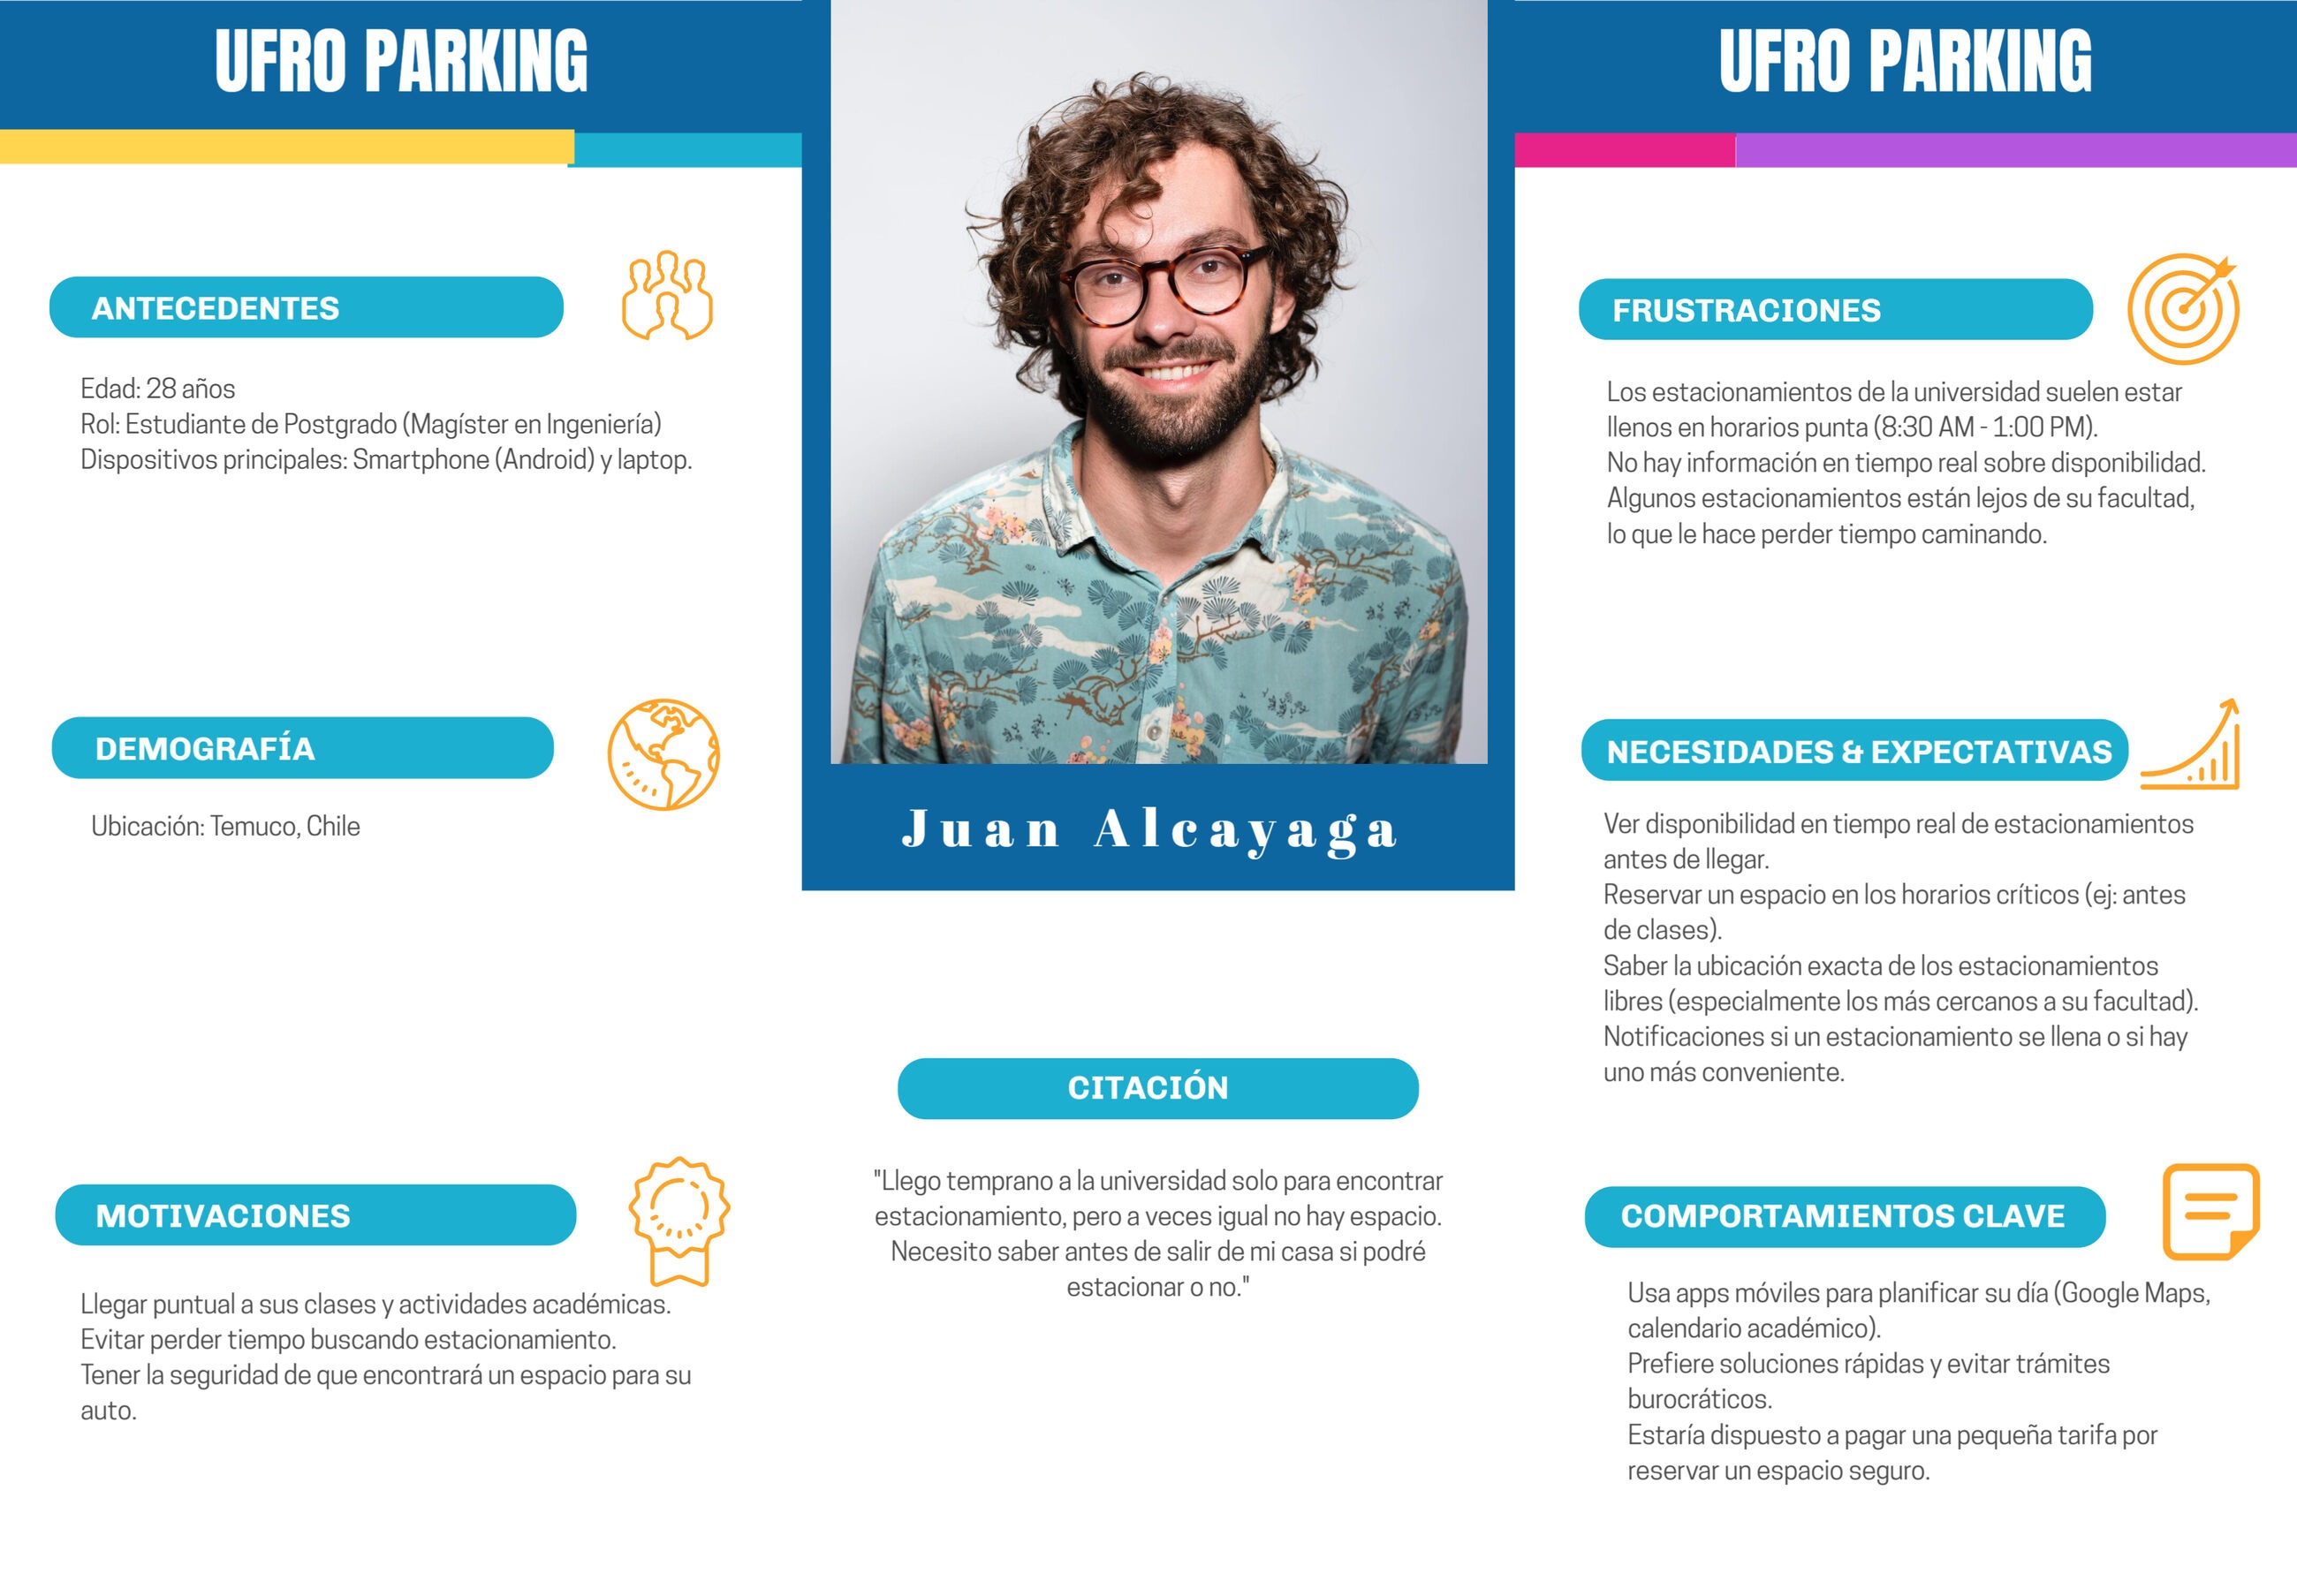 UFRO PARKING
ANTECEDENTES
Edad: 28 años
Rol: Estudiante de Postgrado (Magíster en Ingeniería)
Dispositivos principales: Smartphone (Android) y laptop.
DEMOGRAFÍA
Ubicación: Temuco, Chile
MOTIVACIONES
Llegar puntual a sus clases y actividades académicas.
Evitar perder tiempo buscando estacionamiento.
Tener la seguridad de que encontrará un espacio para su
auto.
Juan Alcayaga
CITACIÓN
"Llego temprano a la universidad solo para encontrar
estacionamiento, pero a veces igual no hay espacio.
Necesito saber antes de salir de mi casa si podré
estacionar o no."
UFRO PARKING
FRUSTRACIONES
Los estacionamientos de la universidad suelen estar
llenos en horarios punta (8:30 AM - 1:00 PM).
No hay información en tiempo real sobre disponibilidad.
Algunos estacionamientos están lejos de su facultad,
lo que le hace perder tiempo caminando.
NECESIDADES & EXPECTATIVAS
Ver disponibilidad en tiempo real de estacionamientos
antes de llegar.
Reservar un espacio en los horarios críticos (ej: antes
de clases).
Saber la ubicación exacta de los estacionamientos
libres (especialmente los más cercanos a su facultad).
Notificaciones si un estacionamiento se llena o si hay
uno más conveniente.
COMPORTAMIENTOS CLAVE
Usa apps móviles para planificar su día (Google Maps,
calendario académico).
Prefiere soluciones rápidas y evitar trámites
burocráticos.
Estaría dispuesto a pagar una pequeña tarifa por
reservar un espacio seguro.